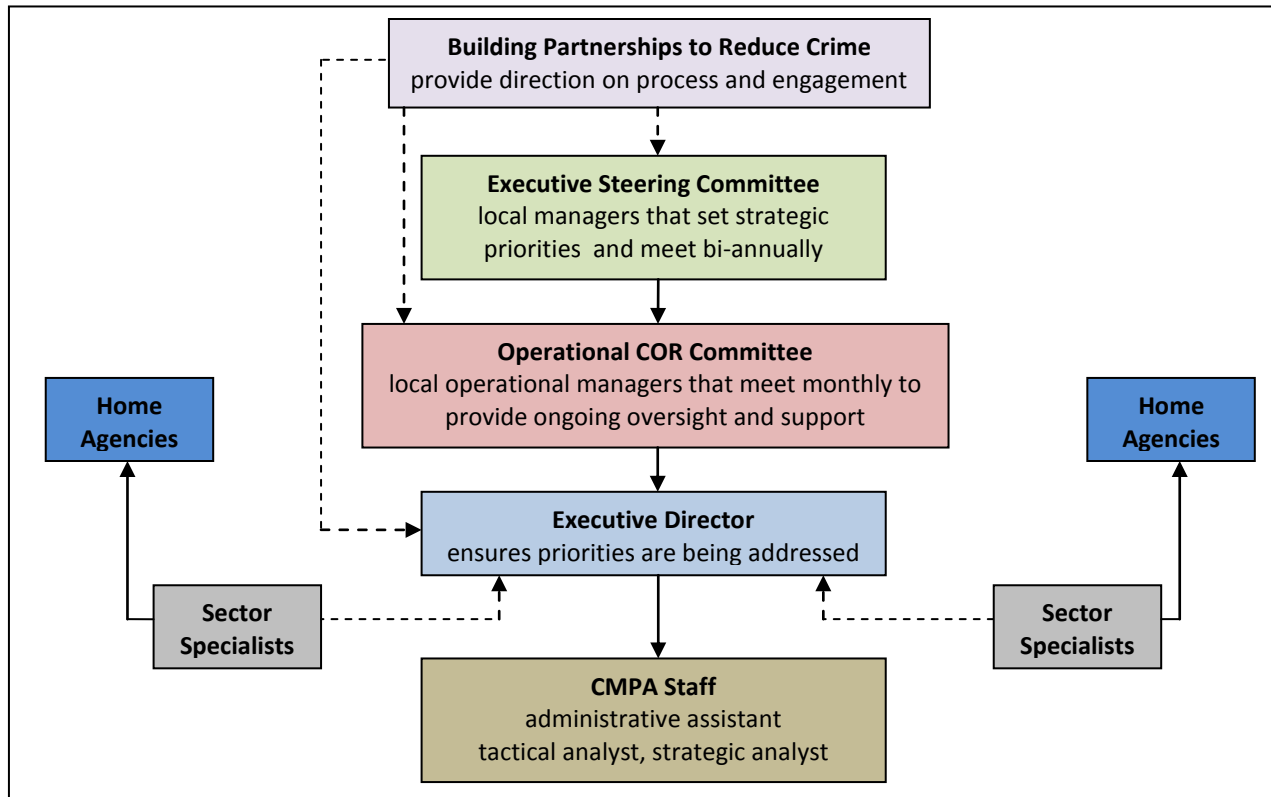 Building Partnerships to Reduce Crime
provide direction on process and engagement
Executive Steering Committee
local managers that set strategic
priorities and meet bi-annually
Operational COR Committee
local operational managers that meet monthly to
provide ongoing oversight and support
Home
Agencies
Home
Agencies
Executive Director
ensures priorities are being addressed
Sector
Specialists
Sector
Specialists
CMPA Staff
administrative assistant
tactical analyst, strategic analyst